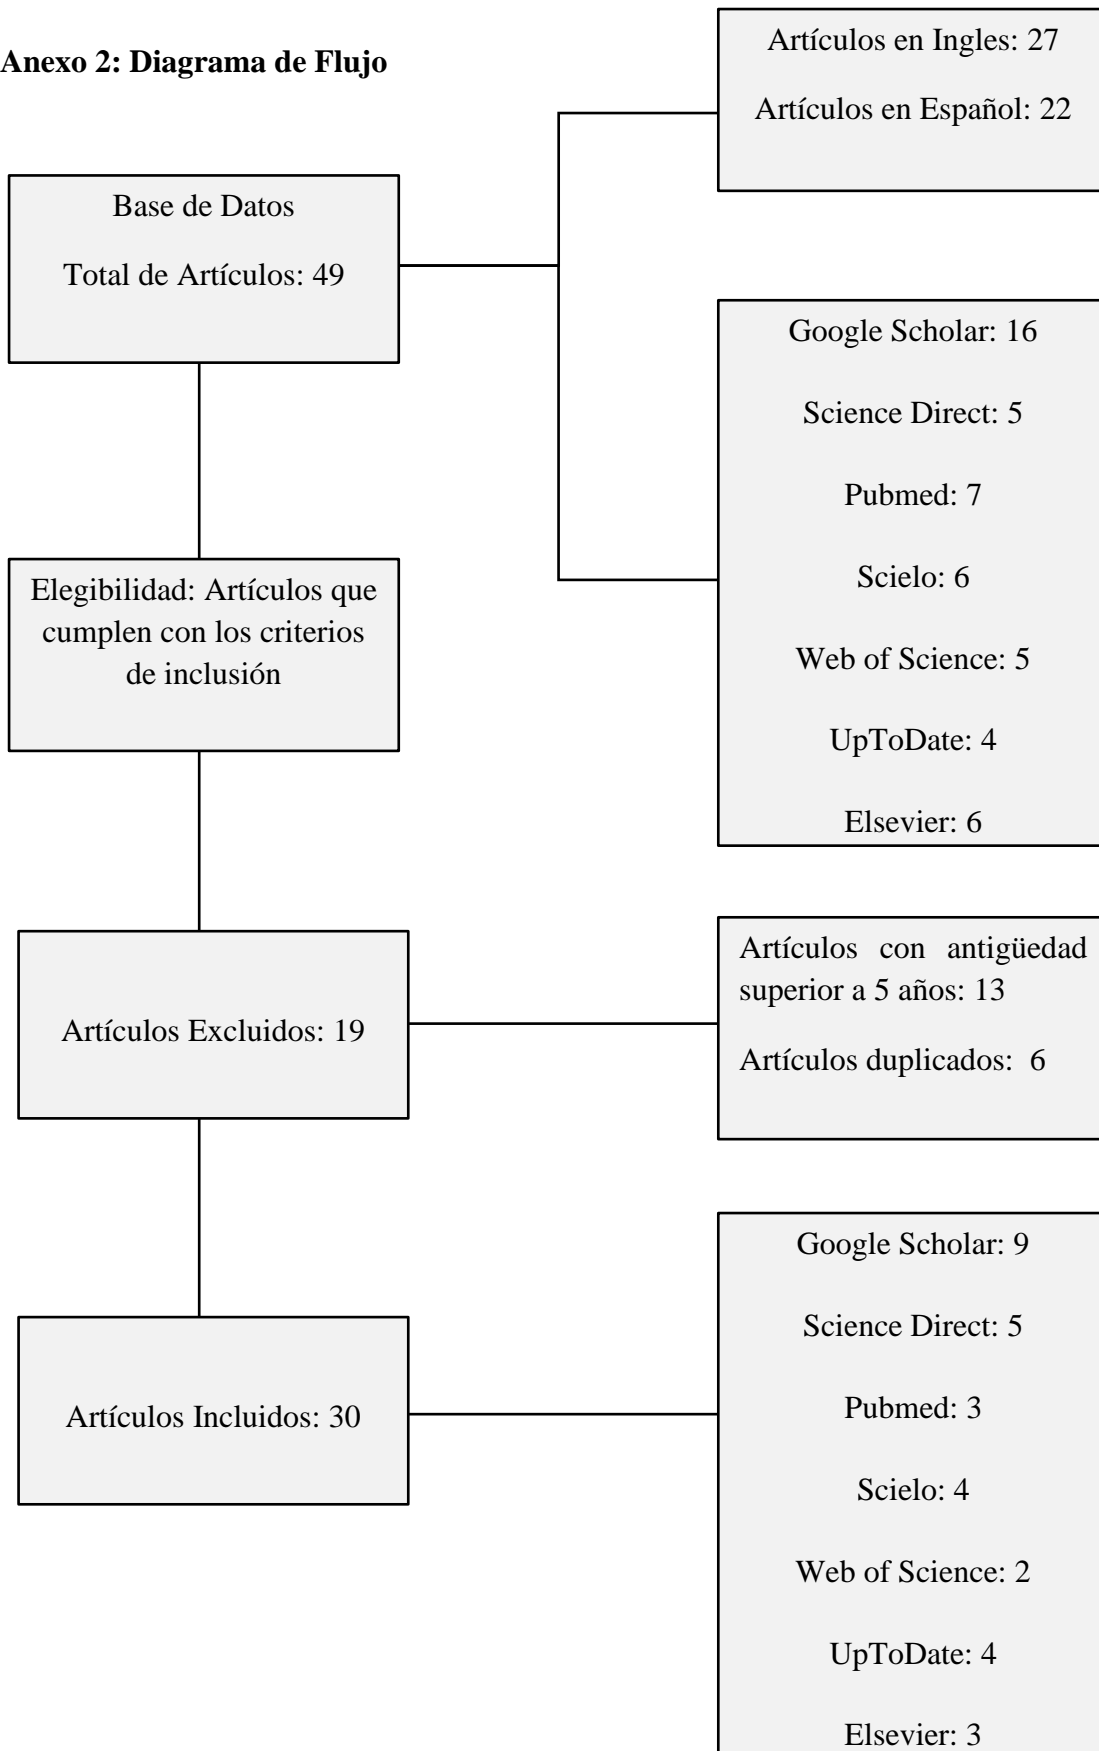 Anexo 2: Diagrama de Flujo
Artículos en Ingles: 27
Artículos en Español: 22
Base de Datos
Total de Artículos: 49
Google Scholar: 16
Science Direct: 5
Pubmed: 7
Scielo: 6
Web of Science: 5
UpToDate: 4
Elsevier: 6
Elegibilidad: Artículos que
cumplen con los criterios
de inclusión
Artículos Excluidos: 19
Artículos con antigüedad
superior a 5 años: 13
Artículos duplicados: 6
Artículos Incluidos: 30
Google Scholar: 9
Science Direct: 5
Pubmed: 3
Scielo: 4
Web of Science: 2
UpToDate: 4
Elsevier: 3